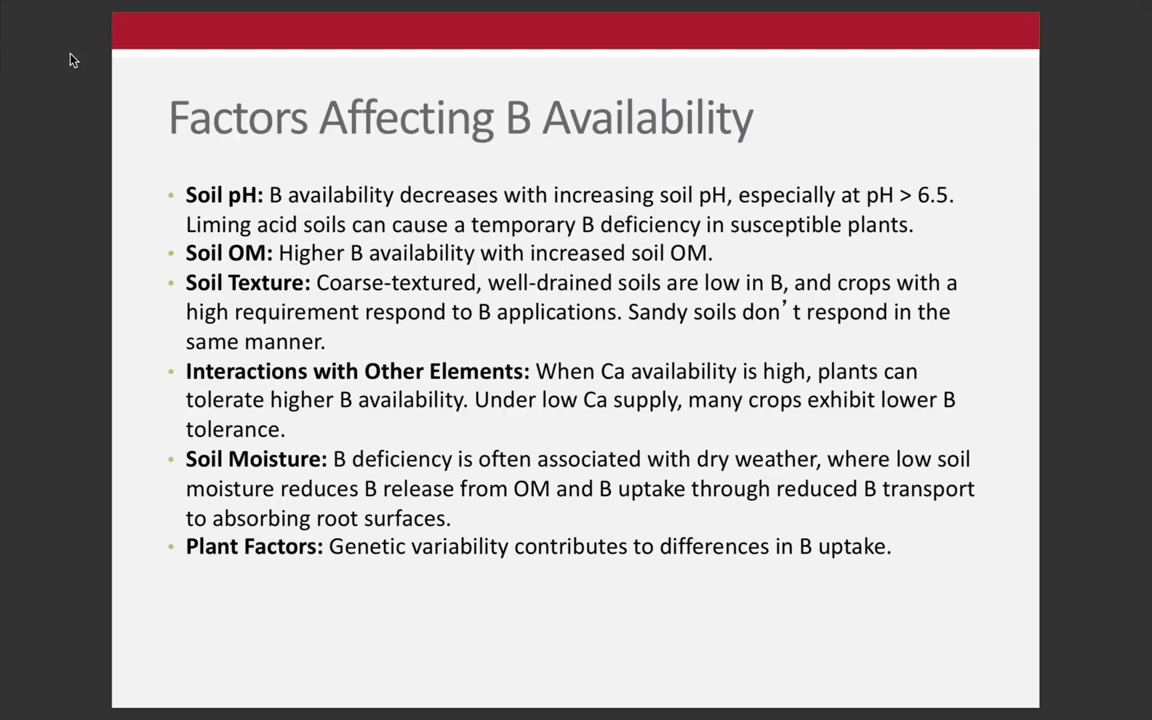 Factors Affecting B Availability
• Soil pH: B availability decreases with increasing soil pH, especially at pH > 6.5.
Liming acid soils can cause a temporary B deficiency in susceptible plants.
• Soil OM: Higher B availability with increased soil OM.
• Soil Texture: Coarse-textured, well-drained soils are low in B, and crops with a
high requirement respond to B applications. Sandy soils don’t respond in the
same manner.
• Interactions with Other Elements: When Ca availability is high, plants can
tolerate higher B availability. Under low Ca supply, many crops exhibit lower B
tolerance.
• Soil Moisture: B deficiency is often associated with dry weather, where low soil
moisture reduces B release from OM and B uptake through reduced B transport
to absorbing root surfaces.
• Plant Factors: Genetic variability contributes to differences in B uptake.